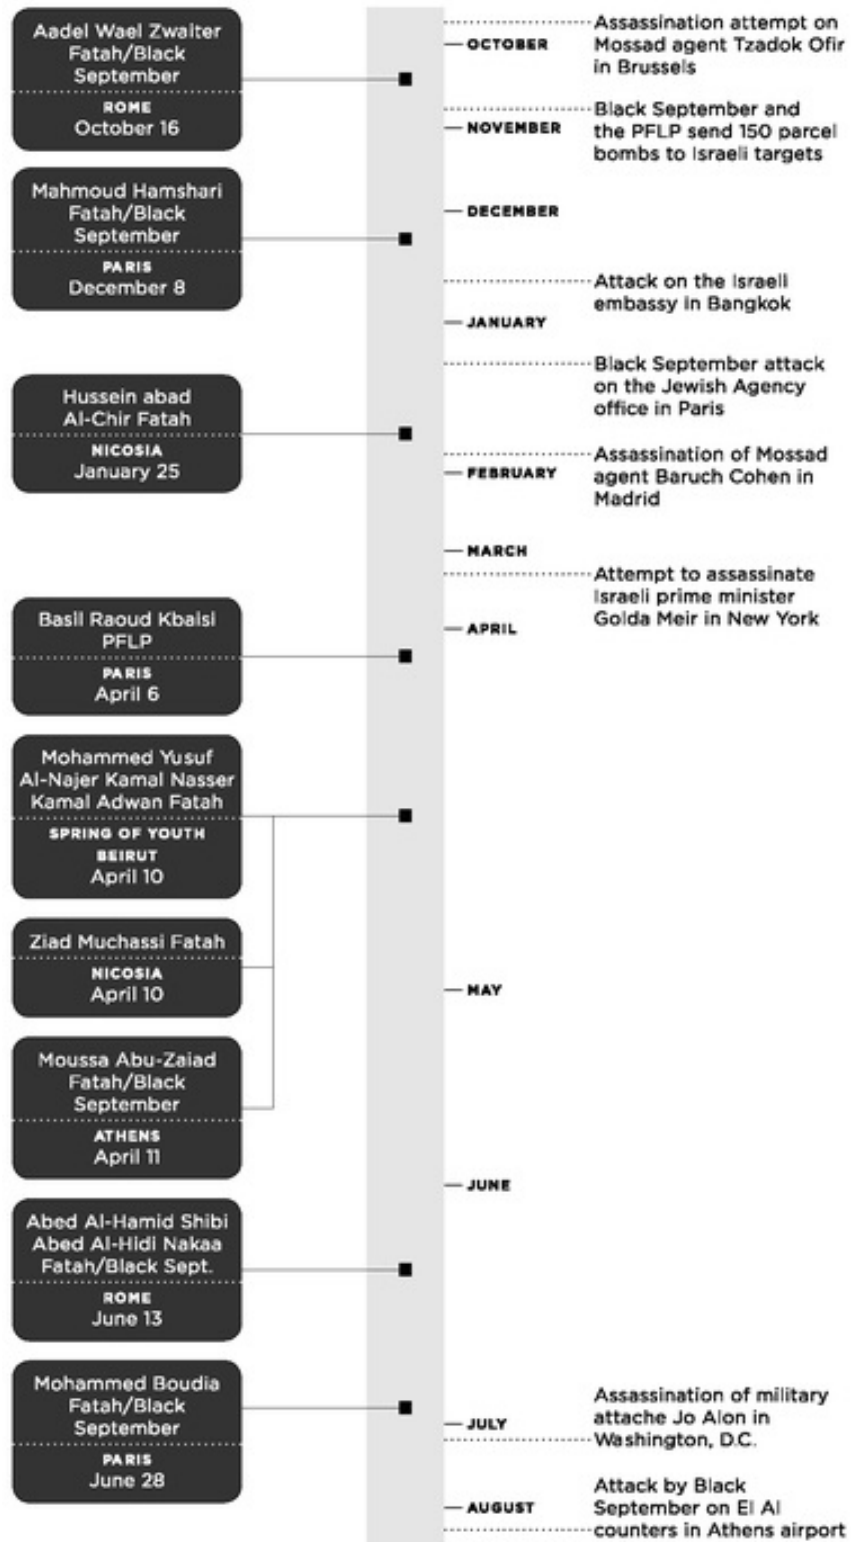 Aadel Wael Zwaiter
Fatah/Black
September
ROME
October 16
Mahmoud Hamshari
Fatah/Black
September
PARIS
December 8
Hussein abad
Al-Chir Fatah
NICOSIA
January 25
Basil Raoud Kbaisi
PFLP
PARIS
April 6
Mohammed Yusuf
Al-Najer Kamal Nasser
Kamal Adwan Fatah
SPRING OF YOUTH
BEIRUT
April 10
Ziad Muchassi Fatah
NICOSIA
April 10
Moussa Abu-Zaiad
Fatah/Black
September
ATHENS
April 11
Abed Al-Hamid Shibi
Abed Al-Hidi Nakaa
Fatah/Black Sept.
ROME
June 13
Mohammed Boudia
Fatah/Black
September
PARIS
June 28
OCTOBER
NOVEMBER
DECEMBER
JANUARY
FEBRUARY
MARCH
APRIL
MAY
JUNE
JULY
AUGUST
Assassination attempt on
Mossad agent Tzadok Ofir
in Brussels
Black September and
the PFLP send 150 parcel
bombs to Israeli targets
Attack on the Israeli
embassy in Bangkok
Black September attack
on the Jewish Agency
office in Paris
Assassination of Mossad
agent Baruch Cohen in
Madrid
Attempt to assassinate
Israeli prime minister
Golda Meir in New York
Assassination of military
attache Jo Alon in
Washington, D.C.
Attack by Black
September on El Al
counters in Athens airport